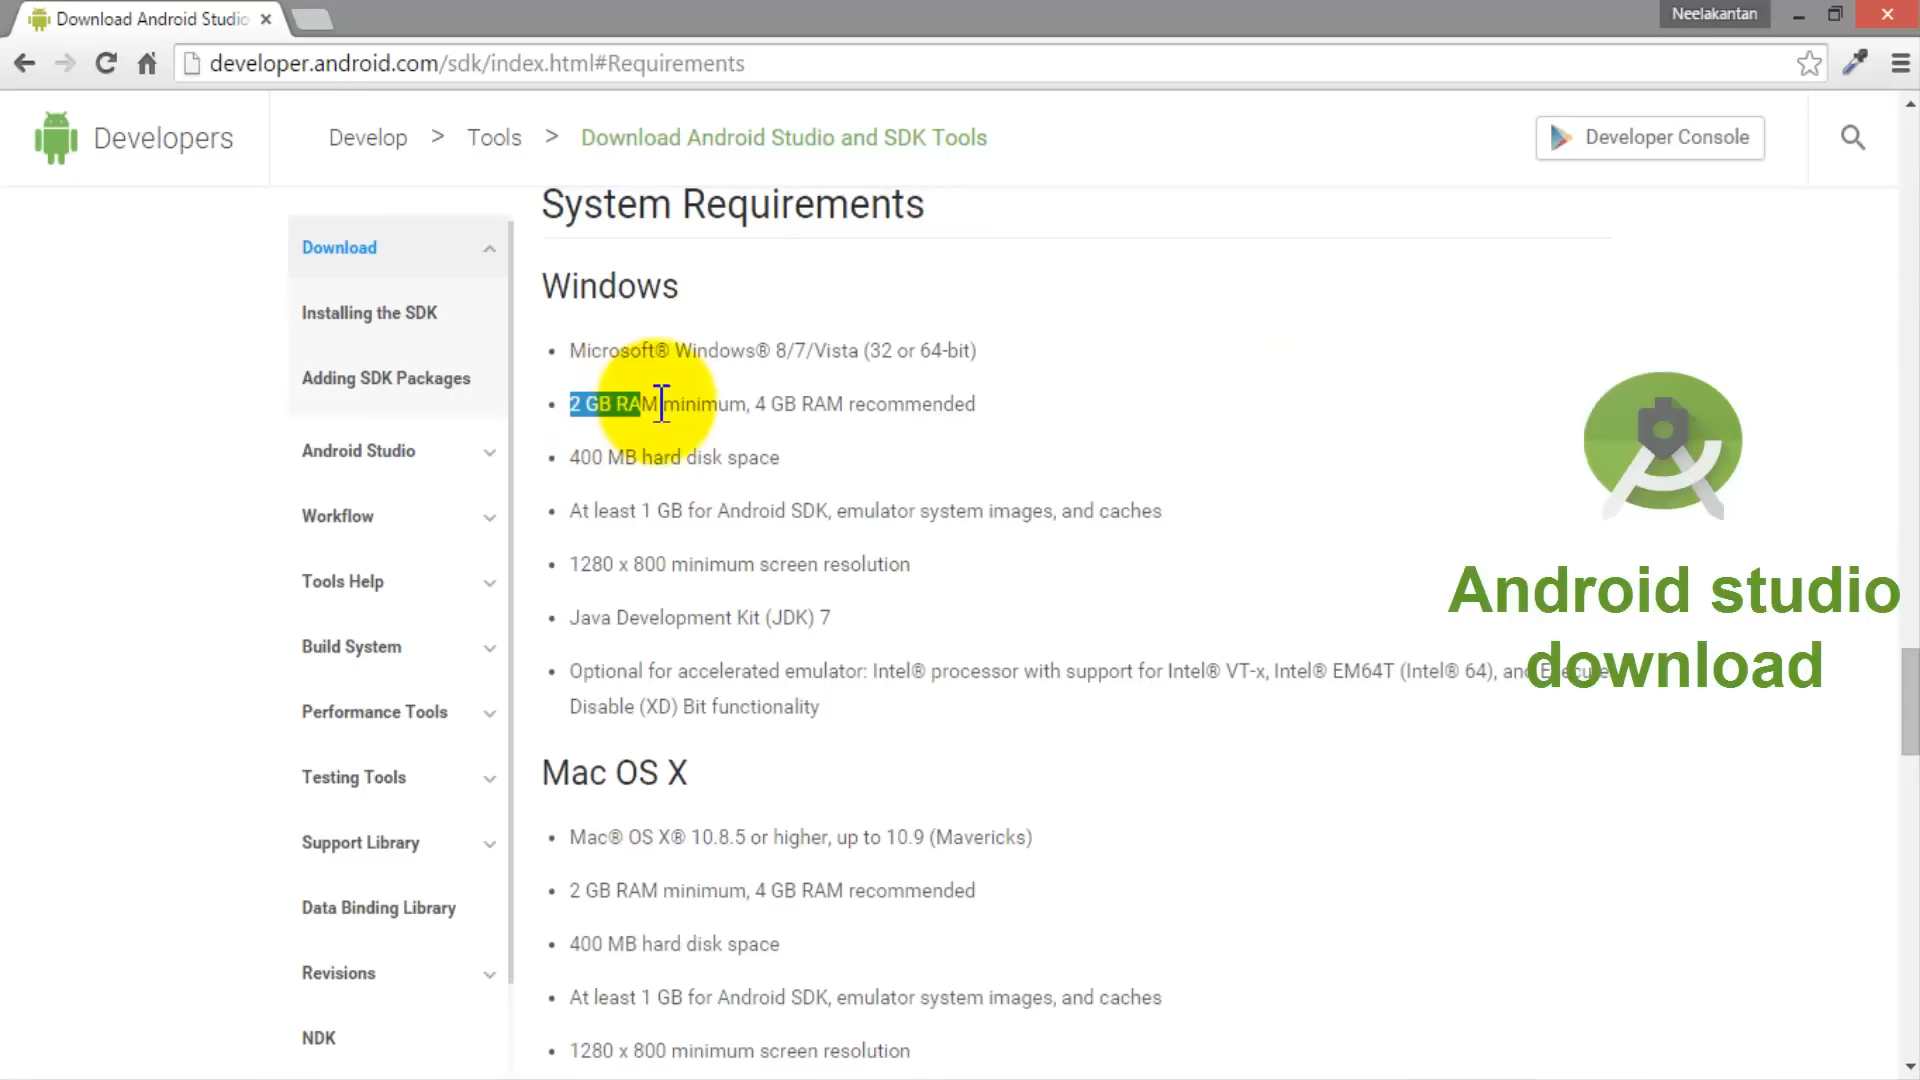 Download Android Studio
Neelakantan
developer.android.com/sdk/index.html#Requirements
Developers
Develop > Tools > Download Android Studio and SDK Tools
Developer Console
System Requirements
Download
Installing the SDK
Adding SDK Packages
Android Studio
Workflow
Tools Help
Build System
Performance Tools
Testing Tools
Support Library
Data Binding Library
Revisions
NDK
Windows
• Microsoft® Windows® 8/7/Vista (32 or 64-bit)
• 2 GB RAM minimum, 4 GB RAM recommended
• 400 MB hard disk space
• At least 1 GB for Android SDK, emulator system images, and caches
• 1280 x 800 minimum screen resolution
• Java Development Kit (JDK) 7
• Optional for accelerated emulator: Intel® processor with support for Intel® VT-x, Intel® EM64T (Intel® 64), and Execute
Disable (XD) Bit functionality
Mac OS X
• Mac® OS X® 10.8.5 or higher, up to 10.9 (Mavericks)
• 2 GB RAM minimum, 4 GB RAM recommended
• 400 MB hard disk space
• At least 1 GB for Android SDK, emulator system images, and caches
• 1280 x 800 minimum screen resolution
Android studio
download